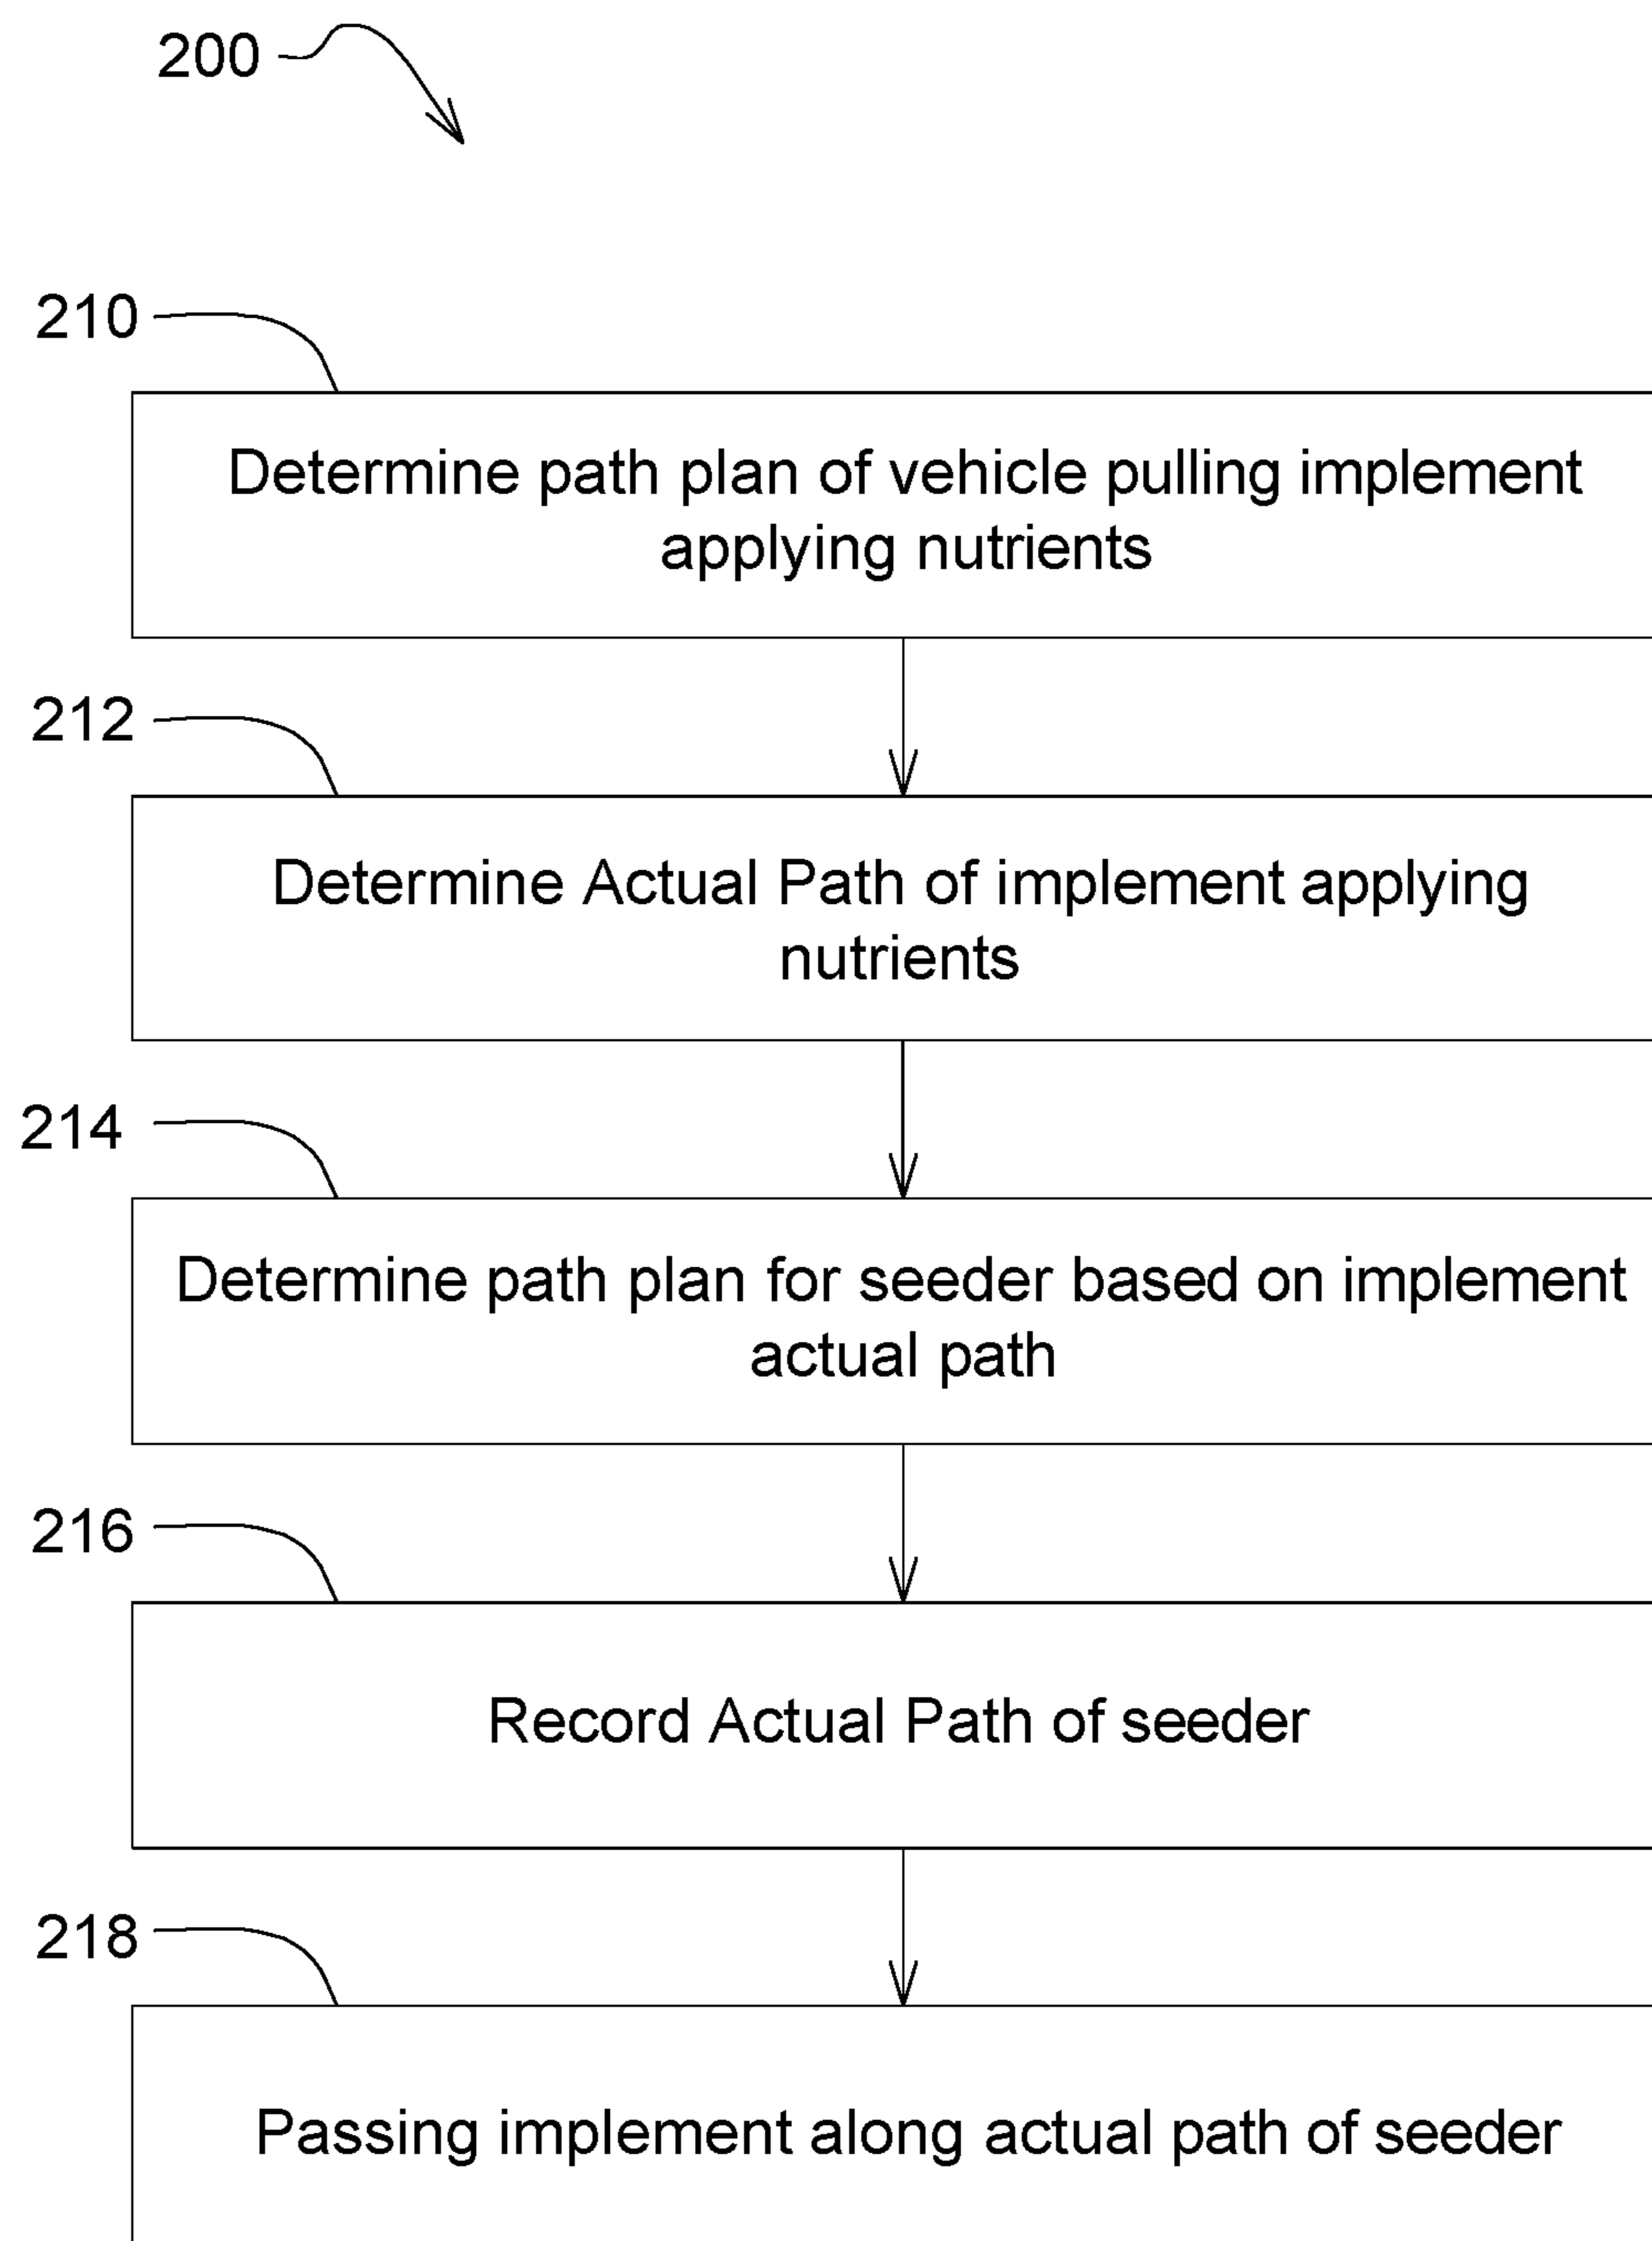 200
210
Determine path plan of vehicle pulling implement
applying nutrients
212
Determine Actual Path of implement applying
nutrients
214
Determine path plan for seeder based on implement
actual path
216
Record Actual Path of seeder
218
Passing implement along actual path of seeder